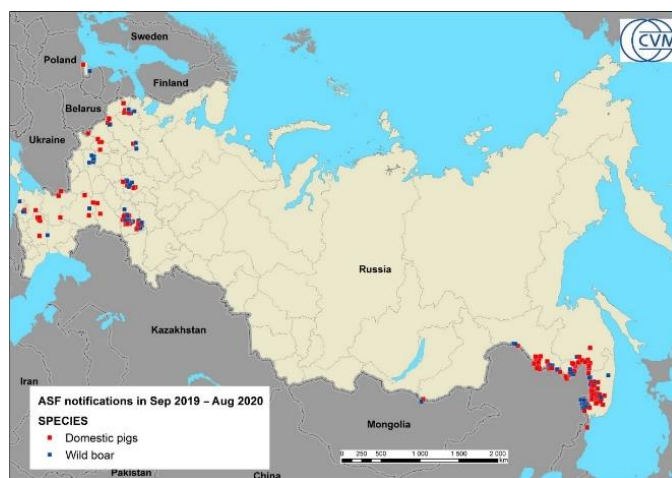 Sweden
CVM
Poland
Finland
Belarus
Ukraine
Russia
Kazakhstan
Iran
ASF notifications in Sep 2019 – Aug 2020
SPECIES
Domestic pigs
Wild boar
Mongolia
0 250 500 1 000 1 500 2 000
km
Pakistan
China